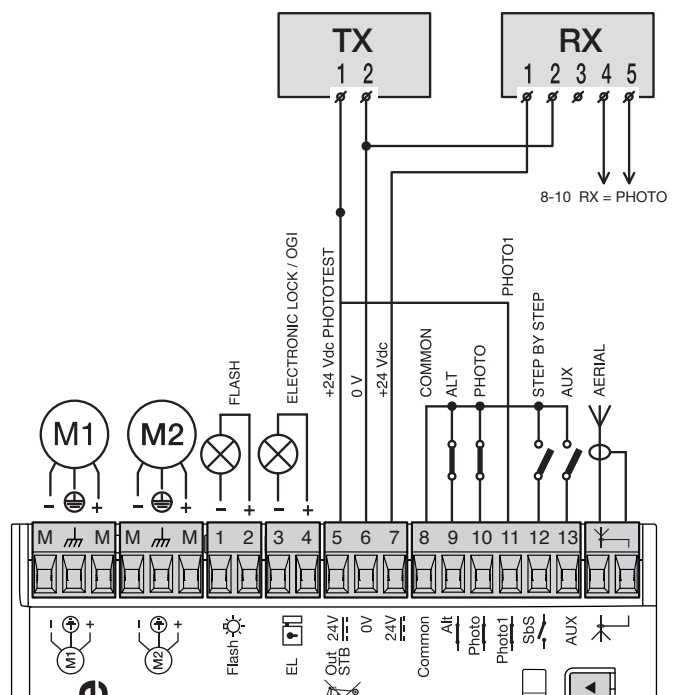 TX
1 2
RX
1 2 3 4 5
8-10 RX = PHOTO
FLASH
ELECTRONIC LOCK / OGI
+24 Vdc PHOTOTEST
0 V
+24 Vdc
COMMON
ALT
PHOTO
PHOTO1
STEP BY STEP
AUX
AERIAL
M1
M2
- +
- +
- +
- +
M M M M 1 2 3 4 5 6 7 8 9 10 11 12 13
- +
M1
- +
M2
Flash
EL
Out 24V
STB
0V
24V
Common
Alt
Photo
Photo1
SbS
AUX
e